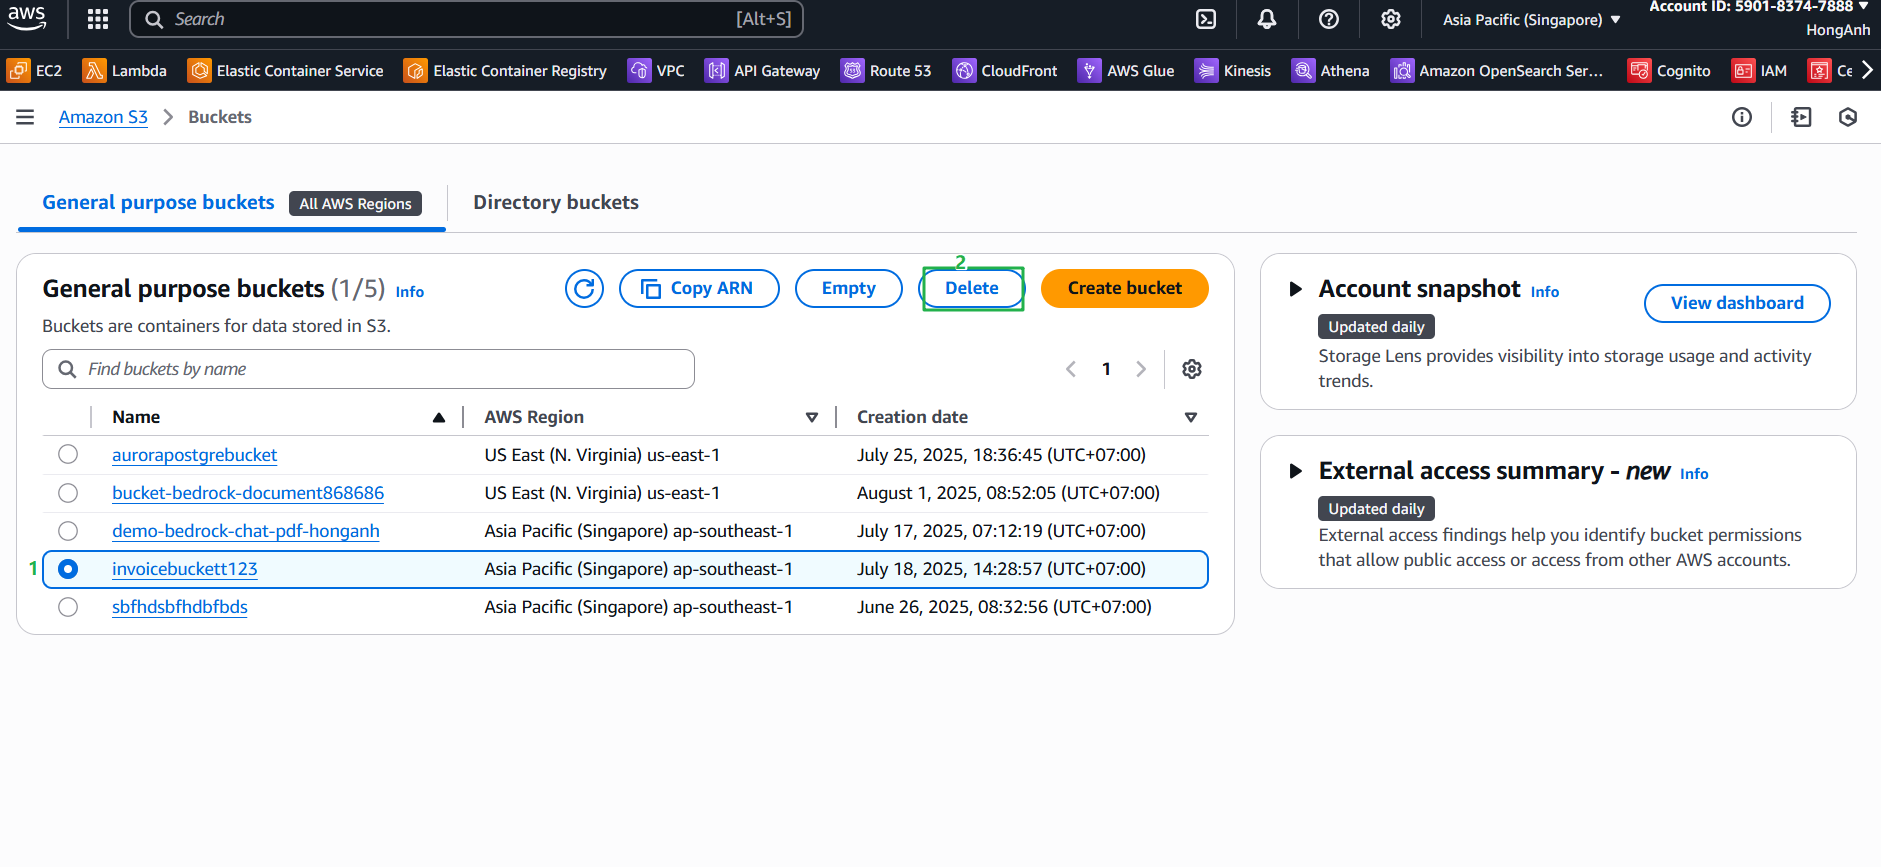 aws
Search [Alt+S]
Asia Pacific (Singapore) ▼
Account ID: 5901-8374-7888 ▼
HongAnh
EC2 Lambda Elastic Container Service Elastic Container Registry VPC API Gateway Route 53 CloudFront AWS Glue Kinesis Athena Amazon OpenSearch Ser... Cognito IAM Ce
Amazon S3 > Buckets
General purpose buckets All AWS Regions Directory buckets
2
General purpose buckets (1/5) Info
Copy ARN Empty Delete Create bucket
Buckets are containers for data stored in S3.
Find buckets by name
1
Name AWS Region Creation date
aurorapostgrebucket US East (N. Virginia) us-east-1 July 25, 2025, 18:36:45 (UTC+07:00)
bucket-bedrock-document868686 US East (N. Virginia) us-east-1 August 1, 2025, 08:52:05 (UTC+07:00)
demo-bedrock-chat-pdf-honganh Asia Pacific (Singapore) ap-southeast-1 July 17, 2025, 07:12:19 (UTC+07:00)
1 invoicebuckett123 Asia Pacific (Singapore) ap-southeast-1 July 18, 2025, 14:28:57 (UTC+07:00)
sbfhdsbfhdbfbds Asia Pacific (Singapore) ap-southeast-1 June 26, 2025, 08:32:56 (UTC+07:00)
Account snapshot Info
View dashboard
Updated daily
Storage Lens provides visibility into storage usage and activity
trends.
External access summary - new Info
Updated daily
External access findings help you identify bucket permissions
that allow public access or access from other AWS accounts.